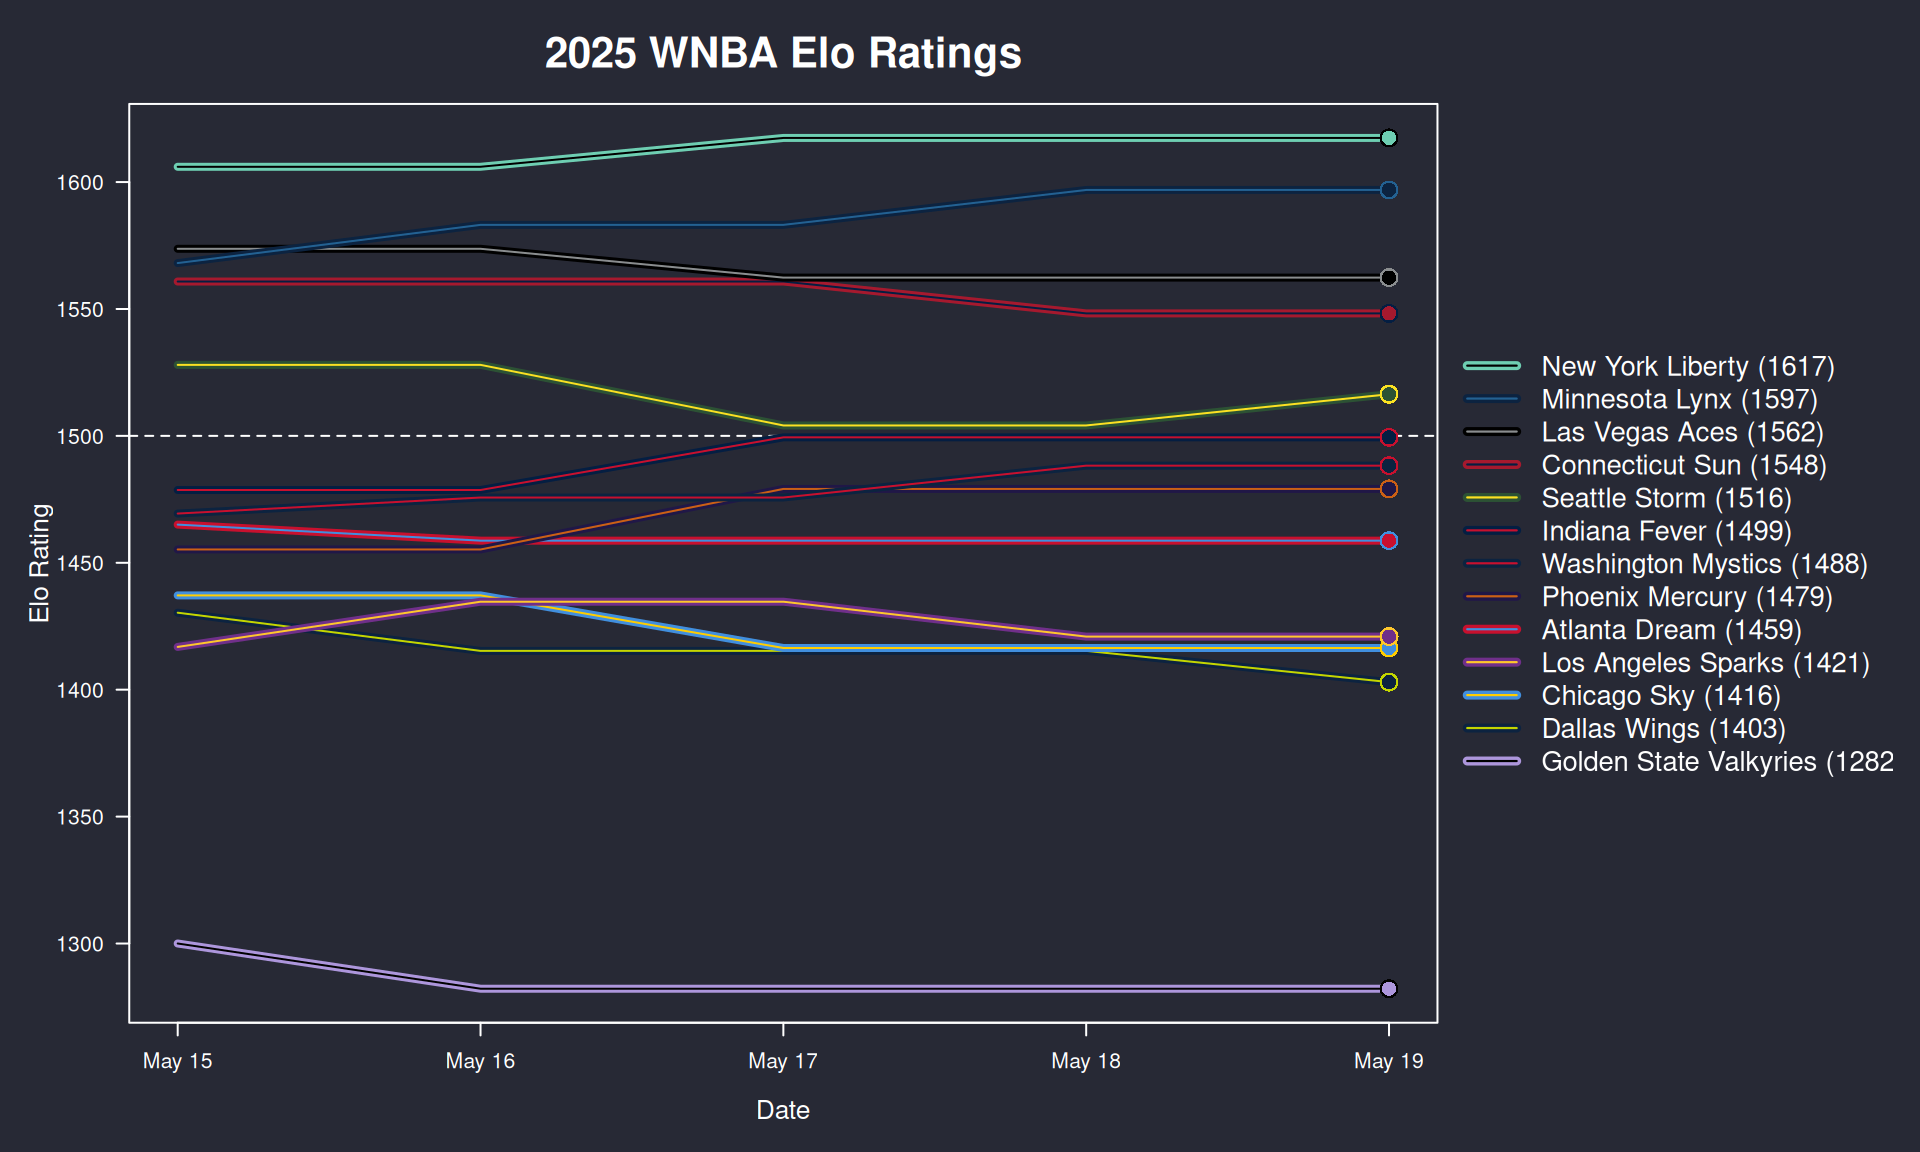 2025 WNBA Elo Ratings
Elo Rating
1600
1550
1500
1450
1400
1350
1300
May 15
May 16
May 17
May 18
May 19
Date
New York Liberty (1617)
Minnesota Lynx (1597)
Las Vegas Aces (1562)
Connecticut Sun (1548)
Seattle Storm (1516)
Indiana Fever (1499)
Washington Mystics (1488)
Phoenix Mercury (1479)
Atlanta Dream (1459)
Los Angeles Sparks (1421)
Chicago Sky (1416)
Dallas Wings (1403)
Golden State Valkyries (1282